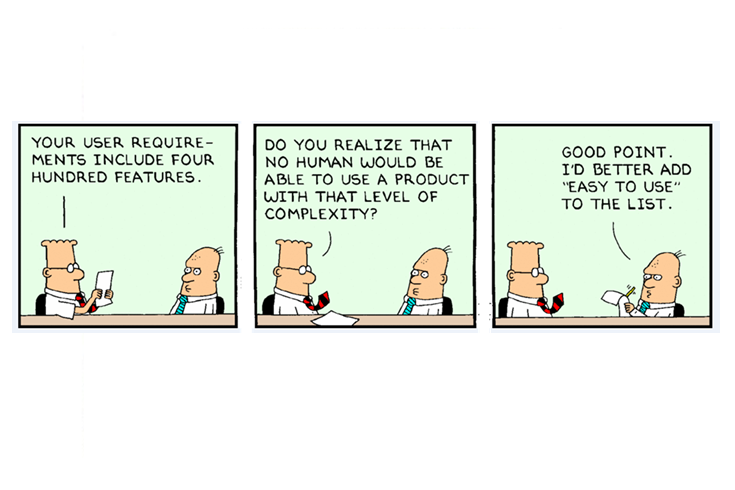 YOUR USER REQUIRE-
MENTS INCLUDE FOUR
HUNDRED FEATURES.
DO YOU REALIZE THAT
NO HUMAN WOULD BE
ABLE TO USE A PRODUCT
WITH THAT LEVEL OF
COMPLEXITY?
GOOD POINT.
I'D BETTER ADD
"EASY TO USE"
TO THE LIST.